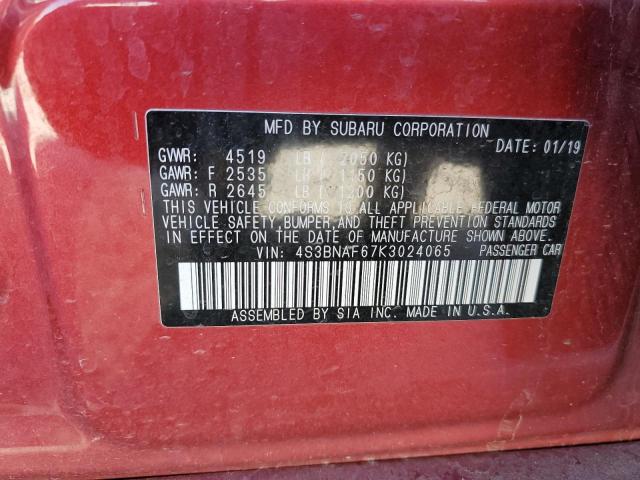 MFD BY SUBARU CORPORATION
DATE: 01/19
GVWR: 4519 LB ( 2050 KG)
GAWR: F 2535 LB ( 1150 KG)
GAWR: R 2645 LB ( 1200 KG)
THIS VEHICLE CONFORMS TO ALL APPLICABLE FEDERAL MOTOR
VEHICLE SAFETY, BUMPER, AND THEFT PREVENTION STANDARDS
IN EFFECT ON THE DATE OF MANUFACTURE SHOWN ABOVE.
VIN: 4S3BNAF67K3024065 PASSENGER CAR
ASSEMBLED BY SIA INC. MADE IN U.S.A.